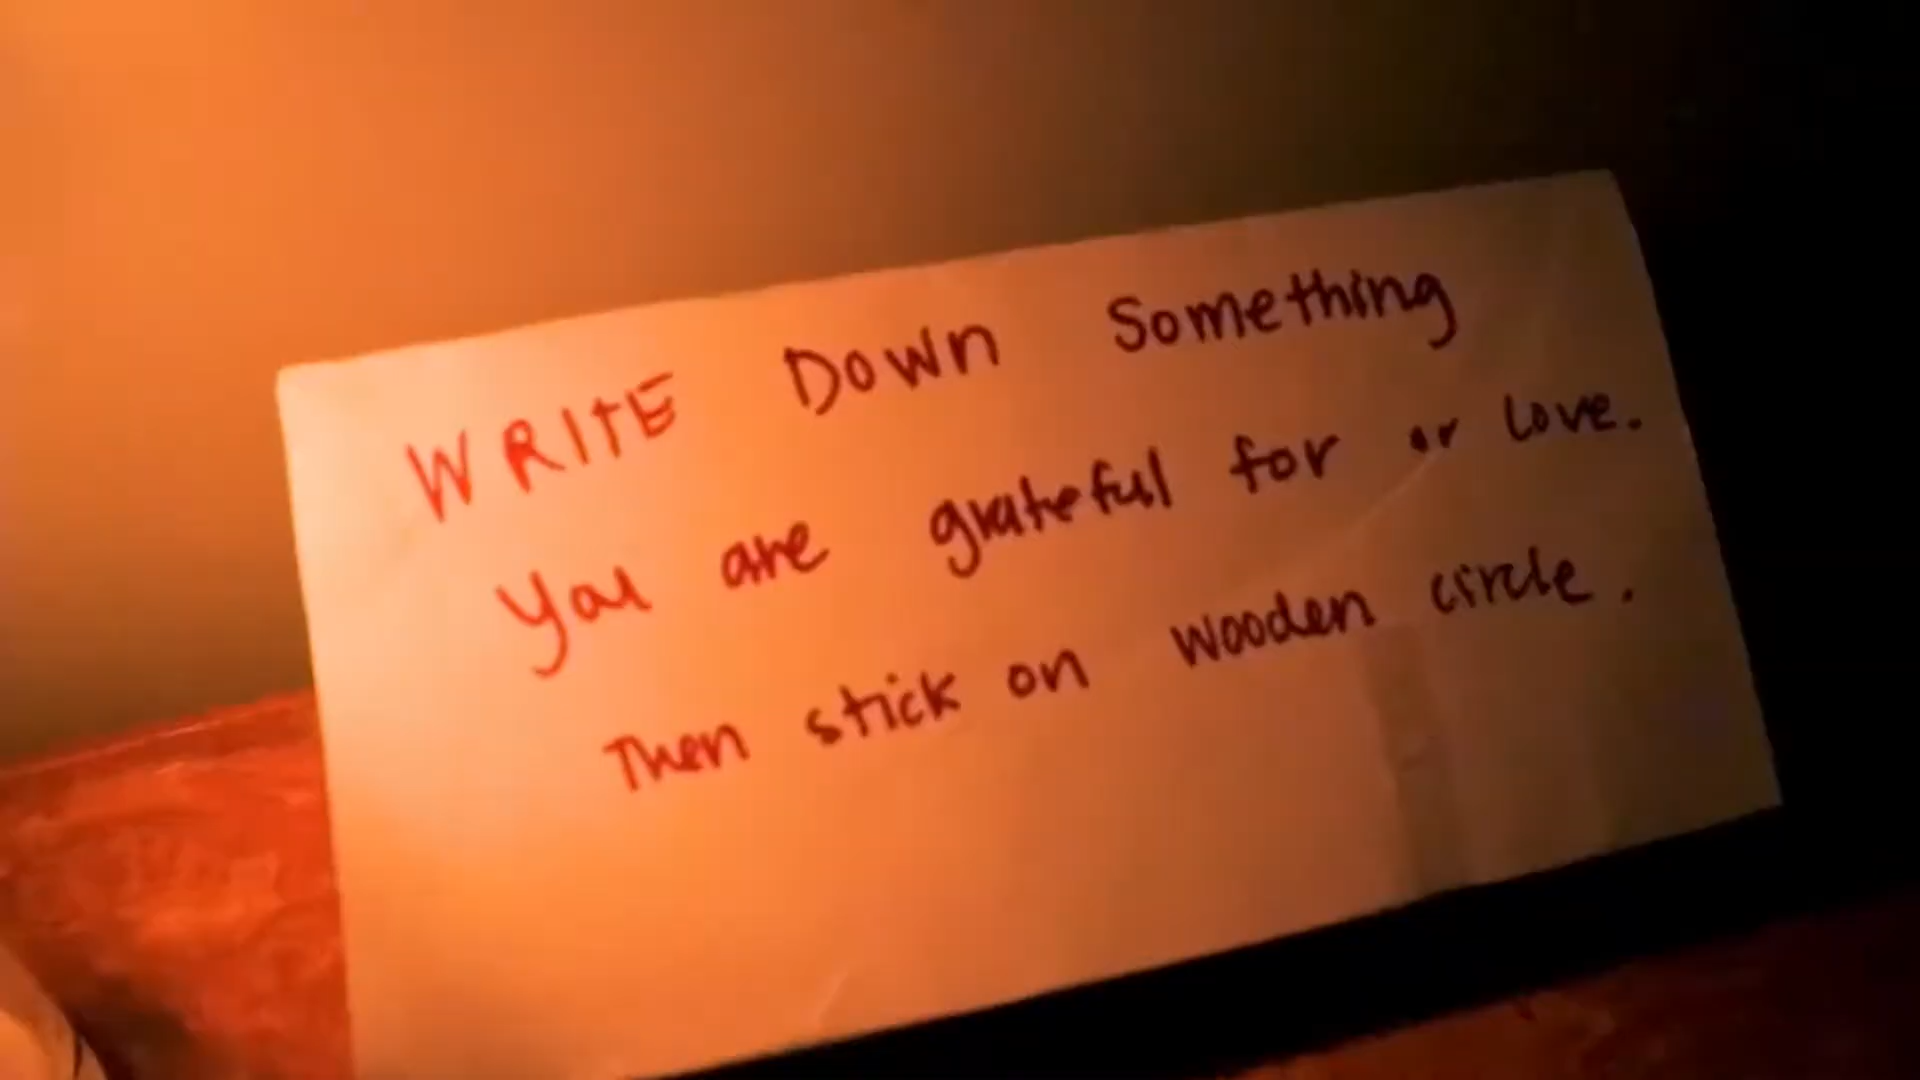 WRITE DOWN Something
You are grateful for or Love.
Then stick on wooden circle.